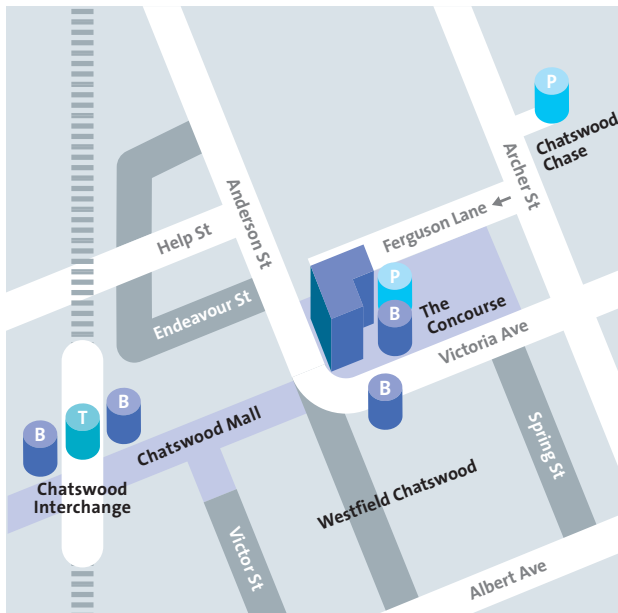 P
Chatswood
Chase
Archer St
Anderson St
Ferguson Lane
Help St
P
Endeavour St
B
The
Concourse
Victoria Ave
B
B
T
B
Chatswood Mall
Spring St
Chatswood
Interchange
Westfield Chatswood
Victor St
Albert Ave